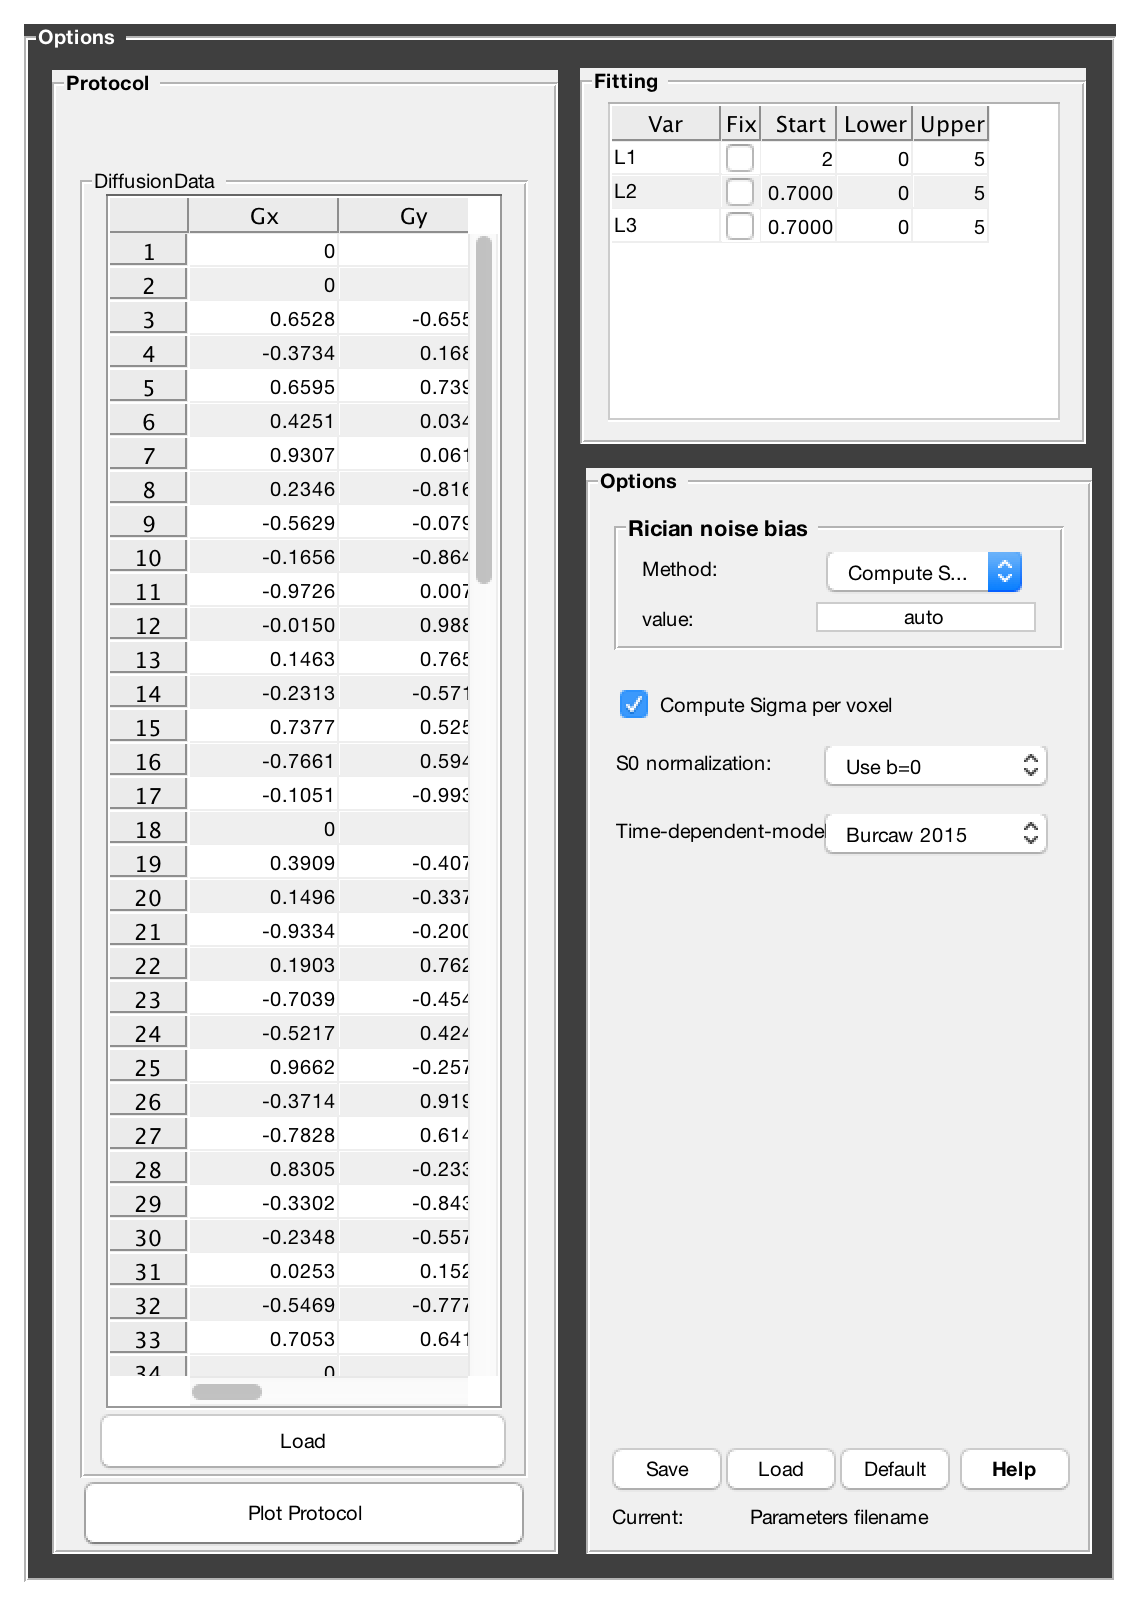 Options
Protocol
DiffusionData
Gx Gy
1 0
2 0
3 0.6528 -0.655
4 -0.3734 0.168
5 0.6595 0.739
6 0.4251 0.034
7 0.9307 0.061
8 0.2346 -0.816
9 -0.5629 -0.079
10 -0.1656 -0.864
11 -0.9726 0.007
12 -0.0150 0.988
13 0.1463 0.765
14 -0.2313 -0.571
15 0.7377 0.525
16 -0.7661 0.594
17 -0.1051 -0.993
18 0
19 0.3909 -0.407
20 0.1496 -0.337
21 -0.9334 -0.200
22 0.1903 0.762
23 -0.7039 -0.454
24 -0.5217 0.424
25 0.9662 -0.257
26 -0.3714 0.919
27 -0.7828 0.614
28 0.8305 -0.233
29 -0.3302 -0.843
30 -0.2348 -0.557
31 0.0253 0.152
32 -0.5469 -0.777
33 0.7053 0.641
34 0
Load
Plot Protocol
Fitting
Var Fix Start Lower Upper
L1 2 0 5
L2 0.7000 0 5
L3 0.7000 0 5
Options
Rician noise bias
Method: Compute S...
value: auto
Compute Sigma per voxel
S0 normalization: Use b=0
Time-dependent-model Burcaw 2015
Save Load Default Help
Current: Parameters filename